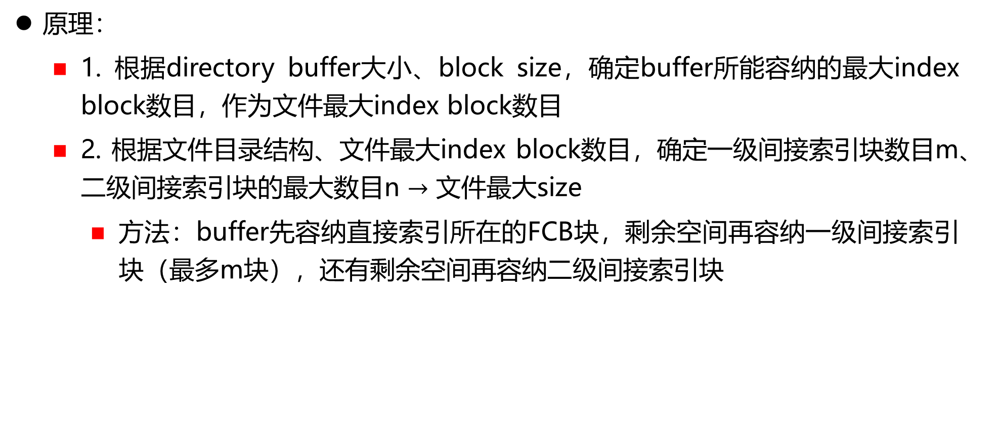 原理：
1. 根据directory buffer大小、block size，确定buffer所能容纳的最大index
block数目，作为文件最大index block数目
2. 根据文件目录结构、文件最大index block数目，确定一级间接索引块数目m、
二级间接索引块的最大数目n → 文件最大size
方法：buffer先容纳直接索引所在的FCB块，剩余空间再容纳一级间接索引
块（最多m块），还有剩余空间再容纳二级间接索引块